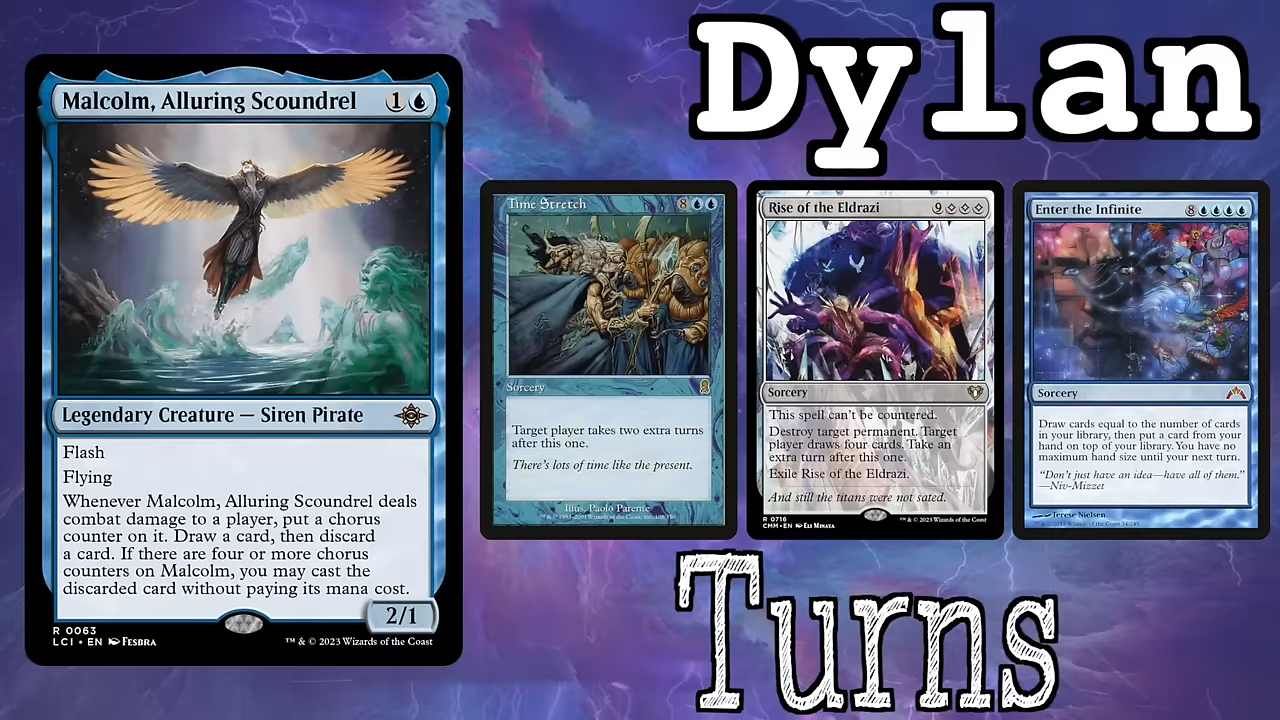 Dylan
Malcolm, Alluring Scoundrel 1
Legendary Creature — Siren Pirate
Flash
Flying
Whenever Malcolm, Alluring Scoundrel deals
combat damage to a player, put a chorus
counter on it. Draw a card, then discard
a card. If there are four or more chorus
counters on Malcolm, you may cast the
discarded card without paying its mana cost.
2/1
R 0063
LCI • EN Fesbra
™ & © 2023 Wizards of the Coast
Time Stretch 8
Sorcery
Target player takes two extra turns
after this one.
There's lots of time like the present.
Illus. Paolo Parente
Rise of the Eldrazi 9
Sorcery
This spell can't be countered.
Destroy target permanent. Target
player draws four cards. Take an
extra turn after this one.
Exile Rise of the Eldrazi.
And still the titans were not sated.
R 0716
CMM • EN Eli Minaya
™ & © 2023 Wizards of the Coast
Enter the Infinite 8
Sorcery
Draw cards equal to the number of cards
in your library, then put a card from your
hand on top of your library. You have no
maximum hand size until your next turn.
“Don't just have an idea—have all of them.”
—Niv-Mizzet
Terese Nielsen
Turns